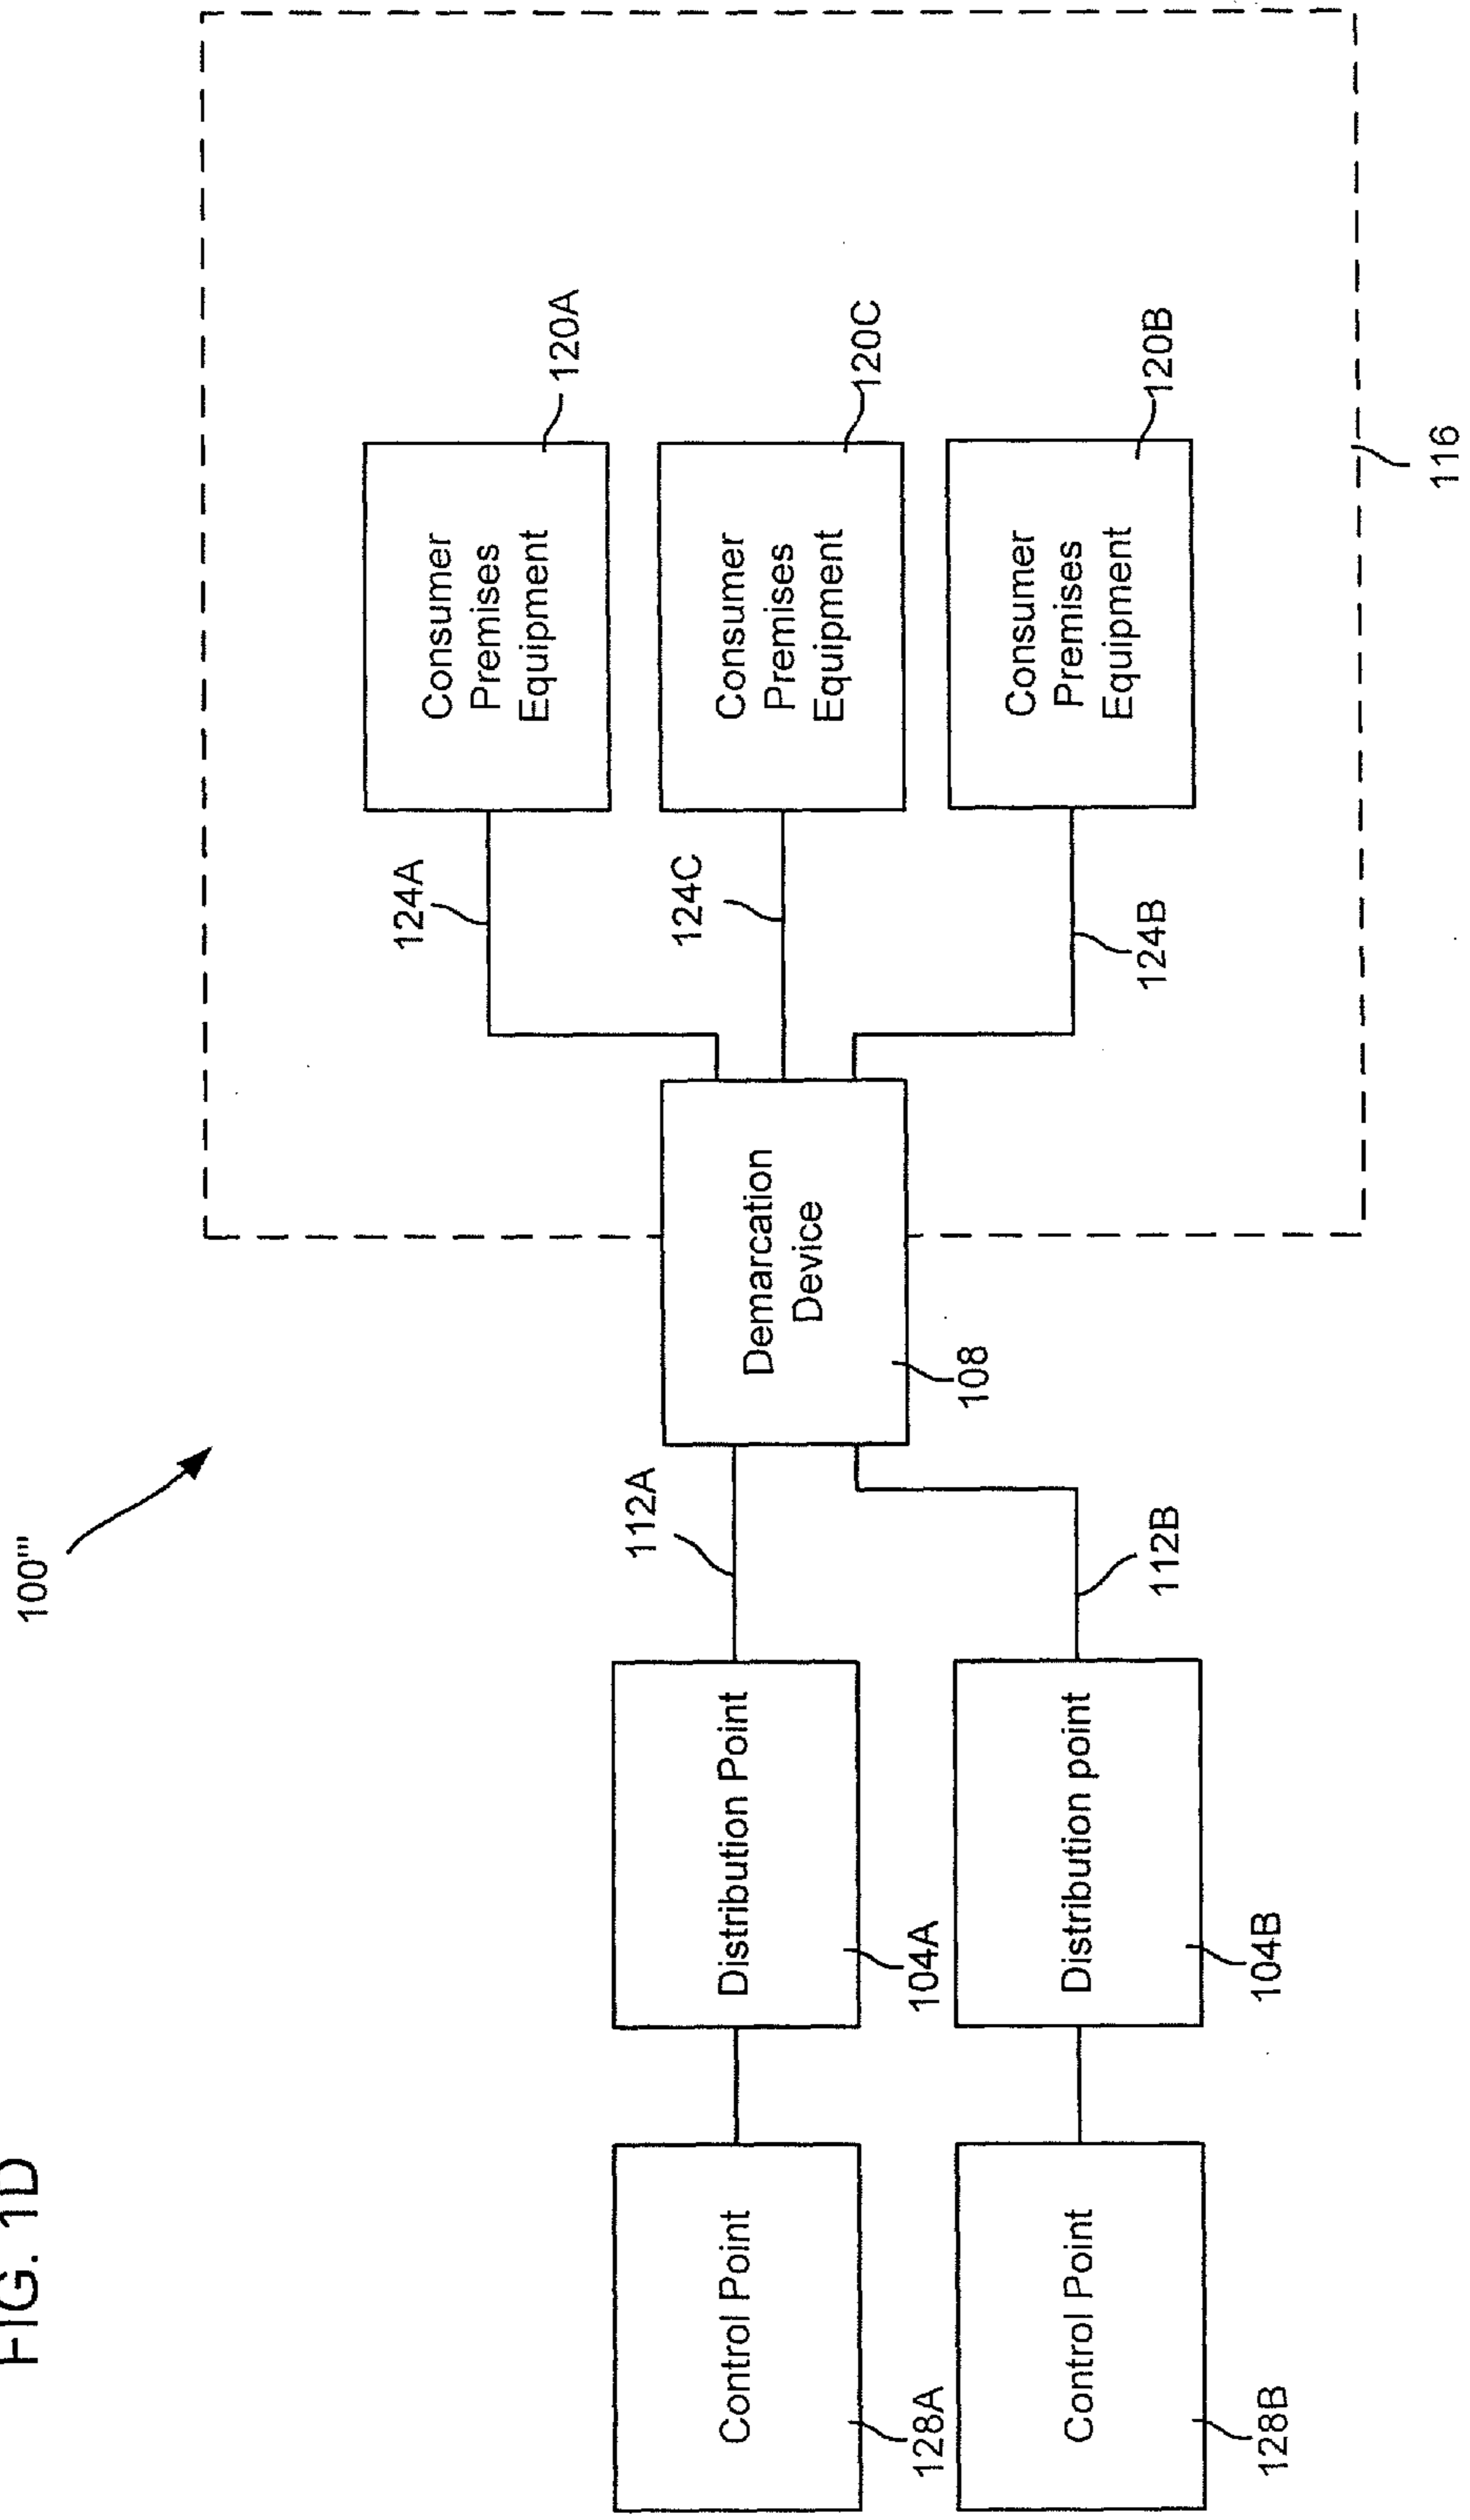 FIG. 1D
100'''
Control Point
128A
Control Point
128B
Distribution Point
104A
Distribution point
104B
112A
112B
Demarcation
Device
108
124A
124C
124B
Consumer
Premises
Equipment
120A
Consumer
Premises
Equipment
120C
Consumer
Premises
Equipment
120B
116